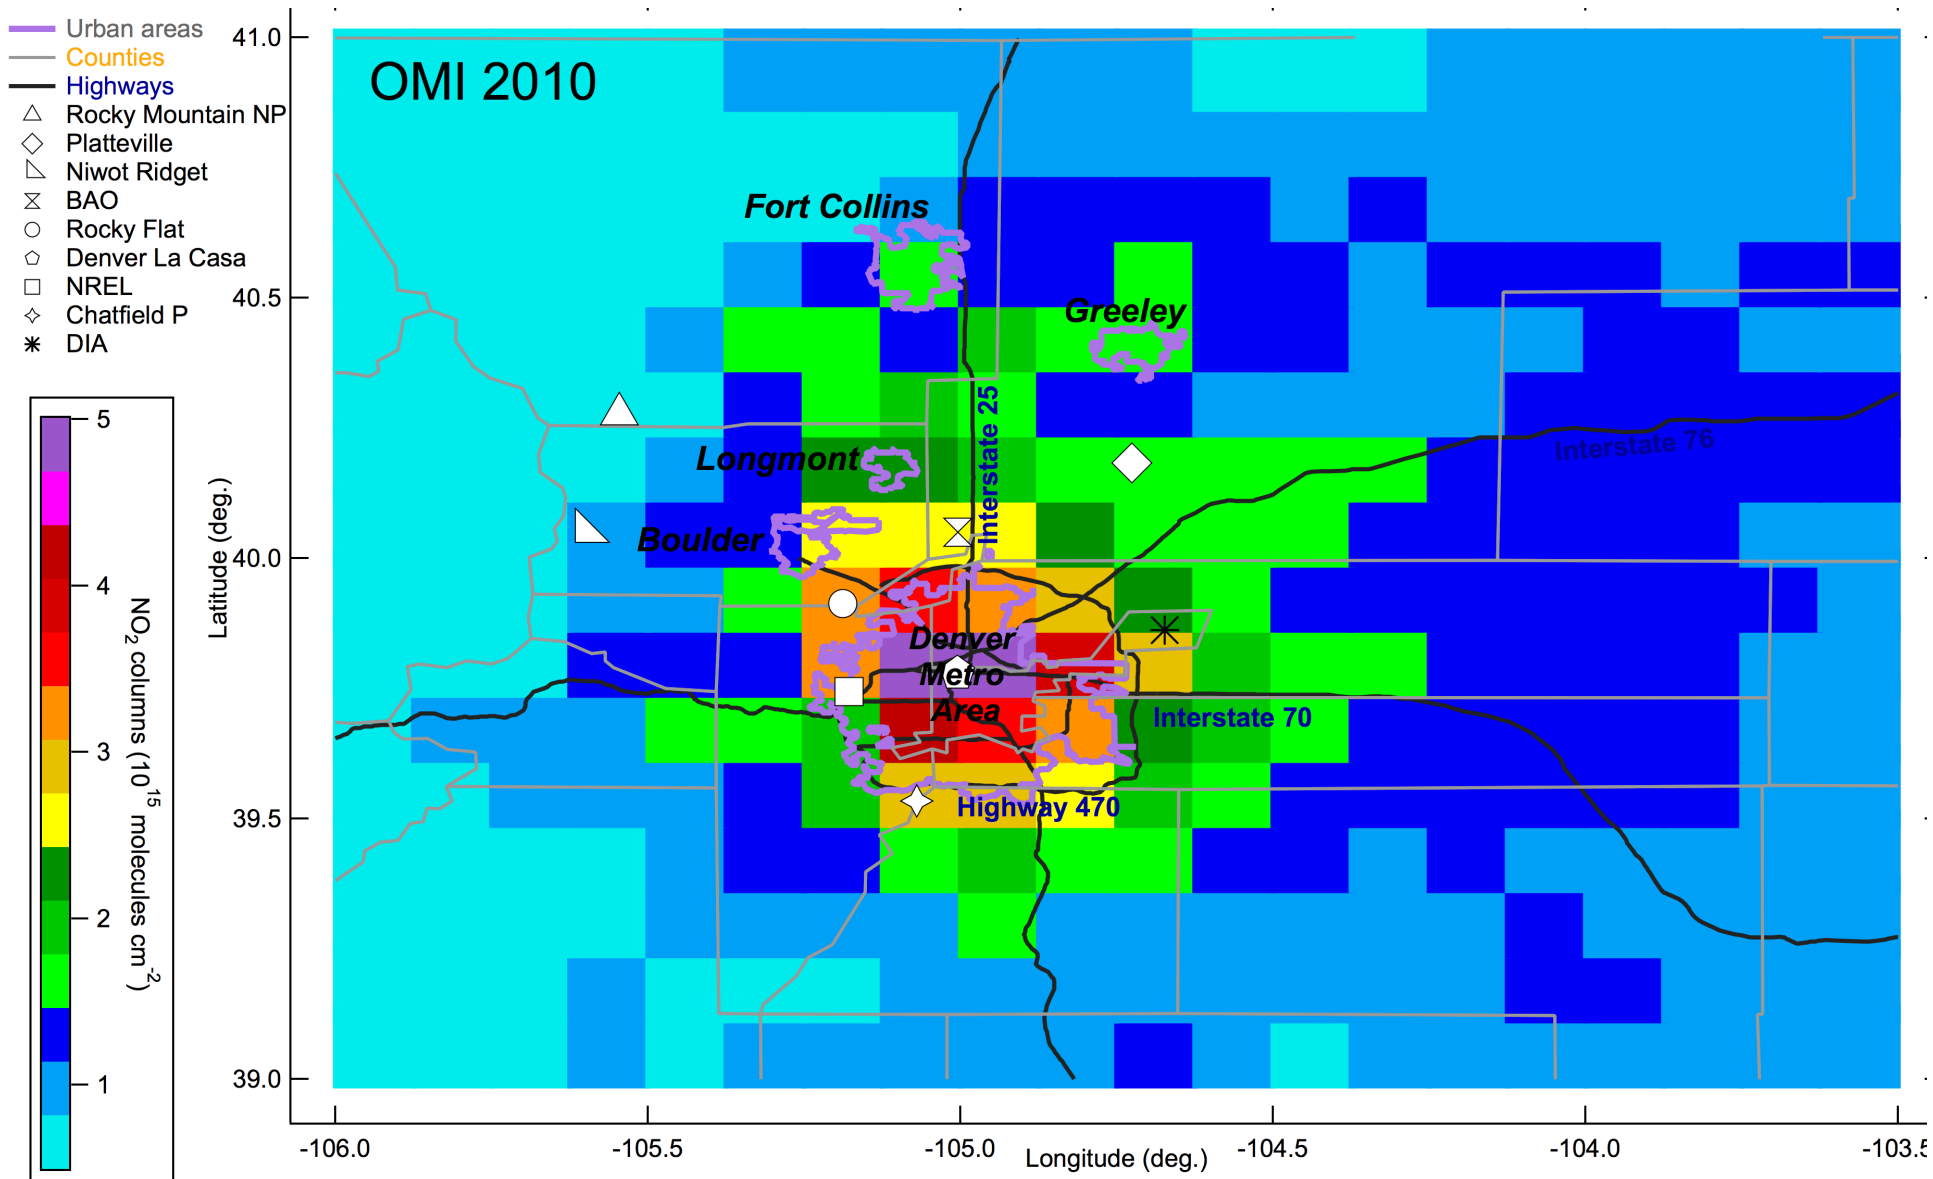 Urban areas
Counties
Highways
Rocky Mountain NP
Platteville
Niwot Ridget
BAO
Rocky Flat
Denver La Casa
NREL
Chatfield P
DIA
5
4
3
2
1
NO2 columns (10^15 molecules cm^-2)
OMI 2010
41.0
40.5
40.0
39.5
39.0
Latitude (deg.)
Fort Collins
Greeley
Interstate 25
Interstate 76
Longmont
Boulder
Denver
Metro
Area
Interstate 70
Highway 470
-106.0
-105.5
-105.0
-104.5
-104.0
-103.5
Longitude (deg.)